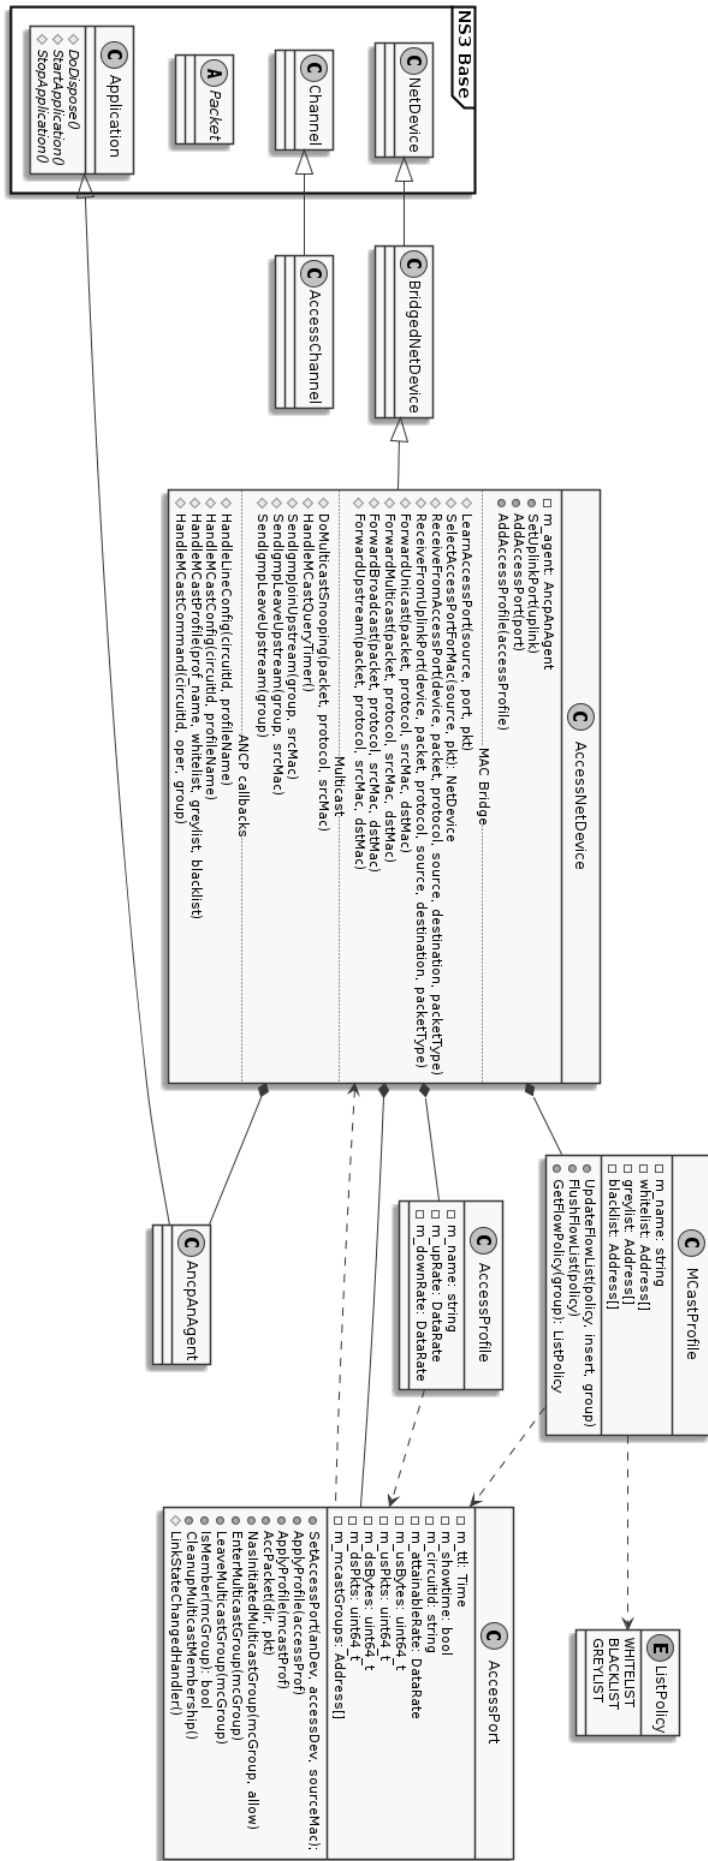 NS3 Base
C NetDevice
C Channel
A Packet
C Application
DoDispose()
StartApplication()
StopApplication()
C BridgedNetDevice
C AccessChannel
C AccessNetDevice
m_agent: AncpAnAgent
SetUplinkPort(uplink)
AddAccessPort(port)
AddAccessProfile(accessProfile)
MAC Bridge
LearnAccessPort(source, port, pkt)
SelectAccessPortForMac(source, pkt): NetDevice
ReceiveFromAccessPort(device, packet, protocol, source, destination, packetType)
ReceiveFromUplinkPort(device, packet, protocol, source, destination, packetType)
ForwardUnicast(packet, protocol, srcMac, dstMac)
ForwardMulticast(packet, protocol, srcMac, dstMac)
ForwardBroadcast(packet, protocol, srcMac, dstMac)
ForwardUpstream(packet, protocol, srcMac, dstMac)
Multicast
DoMulticastSnooping(packet, protocol, srcMac)
HandleMCastQueryTimer()
SendIgmpJoinUpstream(group, srcMac)
SendIgmpLeaveUpstream(group, srcMac)
SendIgmpLeaveUpstream(group)
ANCP callbacks
HandleLineConfig(circuitId, profileName)
HandleMCastConfig(circuitId, profileName)
HandleMCastProfile(prof_name, whitelist, greylist, blacklist)
HandleMCastCommand(circuitId, oper, group)
C MCastProfile
m_name: string
whitelist: Address[]
greylist: Address[]
blacklist: Address[]
UpdateFlowList(policy, insert, group)
FlushFlowList(policy)
GetFlowPolicy(group): ListPolicy
C AccessProfile
m_name: string
m_upRate: DataRate
m_downRate: DataRate
C AncpAnAgent
E ListPolicy
WHITELIST
BLACKLIST
GREYLIST
C AccessPort
m_ttl: Time
m_showtime: bool
m_circuitId: string
m_attainableRate: DataRate
m_usBytes: uint64_t
m_usPkts: uint64_t
m_dsBytes: uint64_t
m_dsPkts: uint64_t
m_mcastGroups: Address[]
SetAccessPort(anDev, accessDev, sourceMac);
ApplyProfile(accessProf)
ApplyProfile(mcastProf)
AccPacket(dir, pkt)
NasInitiatedMulticastGroup(mcGroup, allow)
EnterMulticastGroup(mcGroup)
LeaveMulticastGroup(mcGroup)
IsMember(mcGroup): bool
CleanupMulticastMembership()
LinkStateChangedHandler()